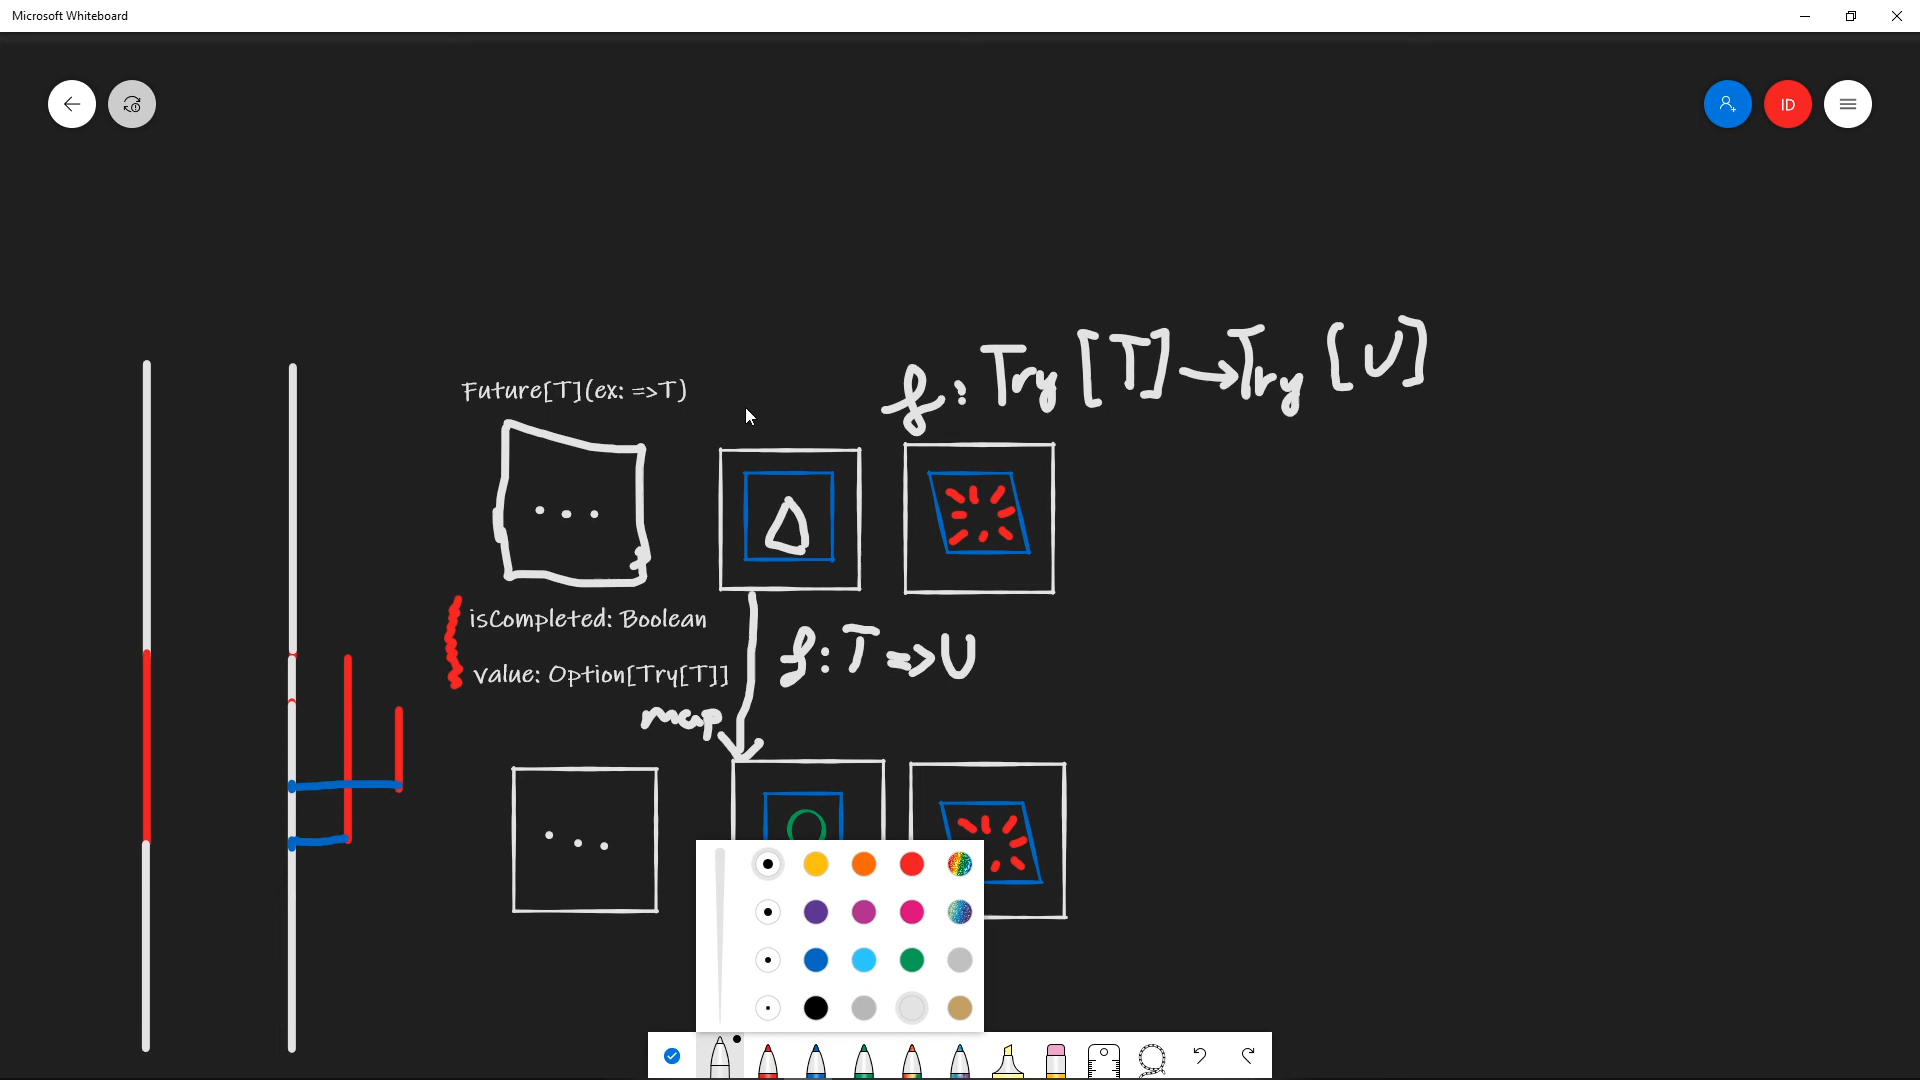 Microsoft Whiteboard
ID
f: Try [T] → Try [U]
Future[T](ex: =>T)
isCompleted: Boolean
f: T => U
value: Option[Try[T]]
map